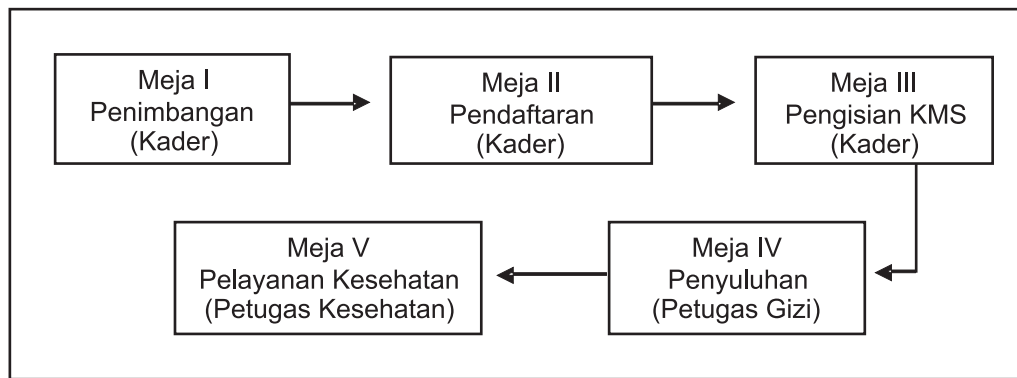 Meja I
Penimbangan
(Kader)
Meja II
Pendaftaran
(Kader)
Meja III
Pengisian KMS
(Kader)
Meja IV
Penyuluhan
(Petugas Gizi)
Meja V
Pelayanan Kesehatan
(Petugas Kesehatan)